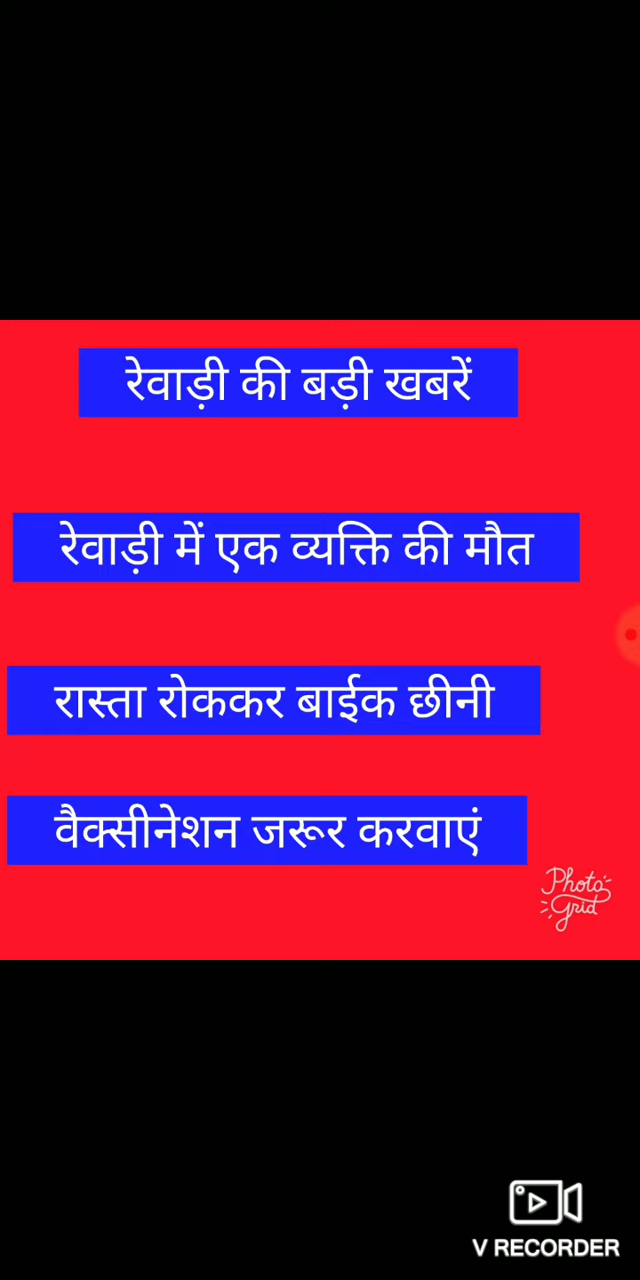 रेवाड़ी की बड़ी खबरें
रेवाड़ी में एक व्यक्ति की मौत
रास्ता रोककर बाईक छीनी
वैक्सीनेशन जरूर करवाएं
Photo
Grid
V RECORDER